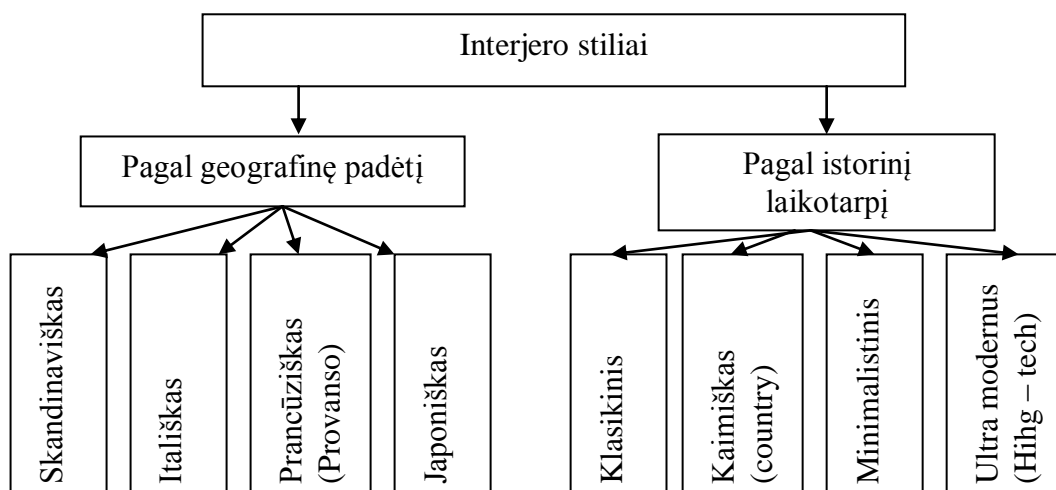 Interjero stiliai
Pagal geografinę padėtį
Pagal istorinį
laikotarpį
Skandinaviškas
Itališkas
Prancūziškas
(Provanso)
Japoniškas
Klasikinis
Kaimiškas
(country)
Minimalistinis
Ultra modernus
(Hihg – tech)